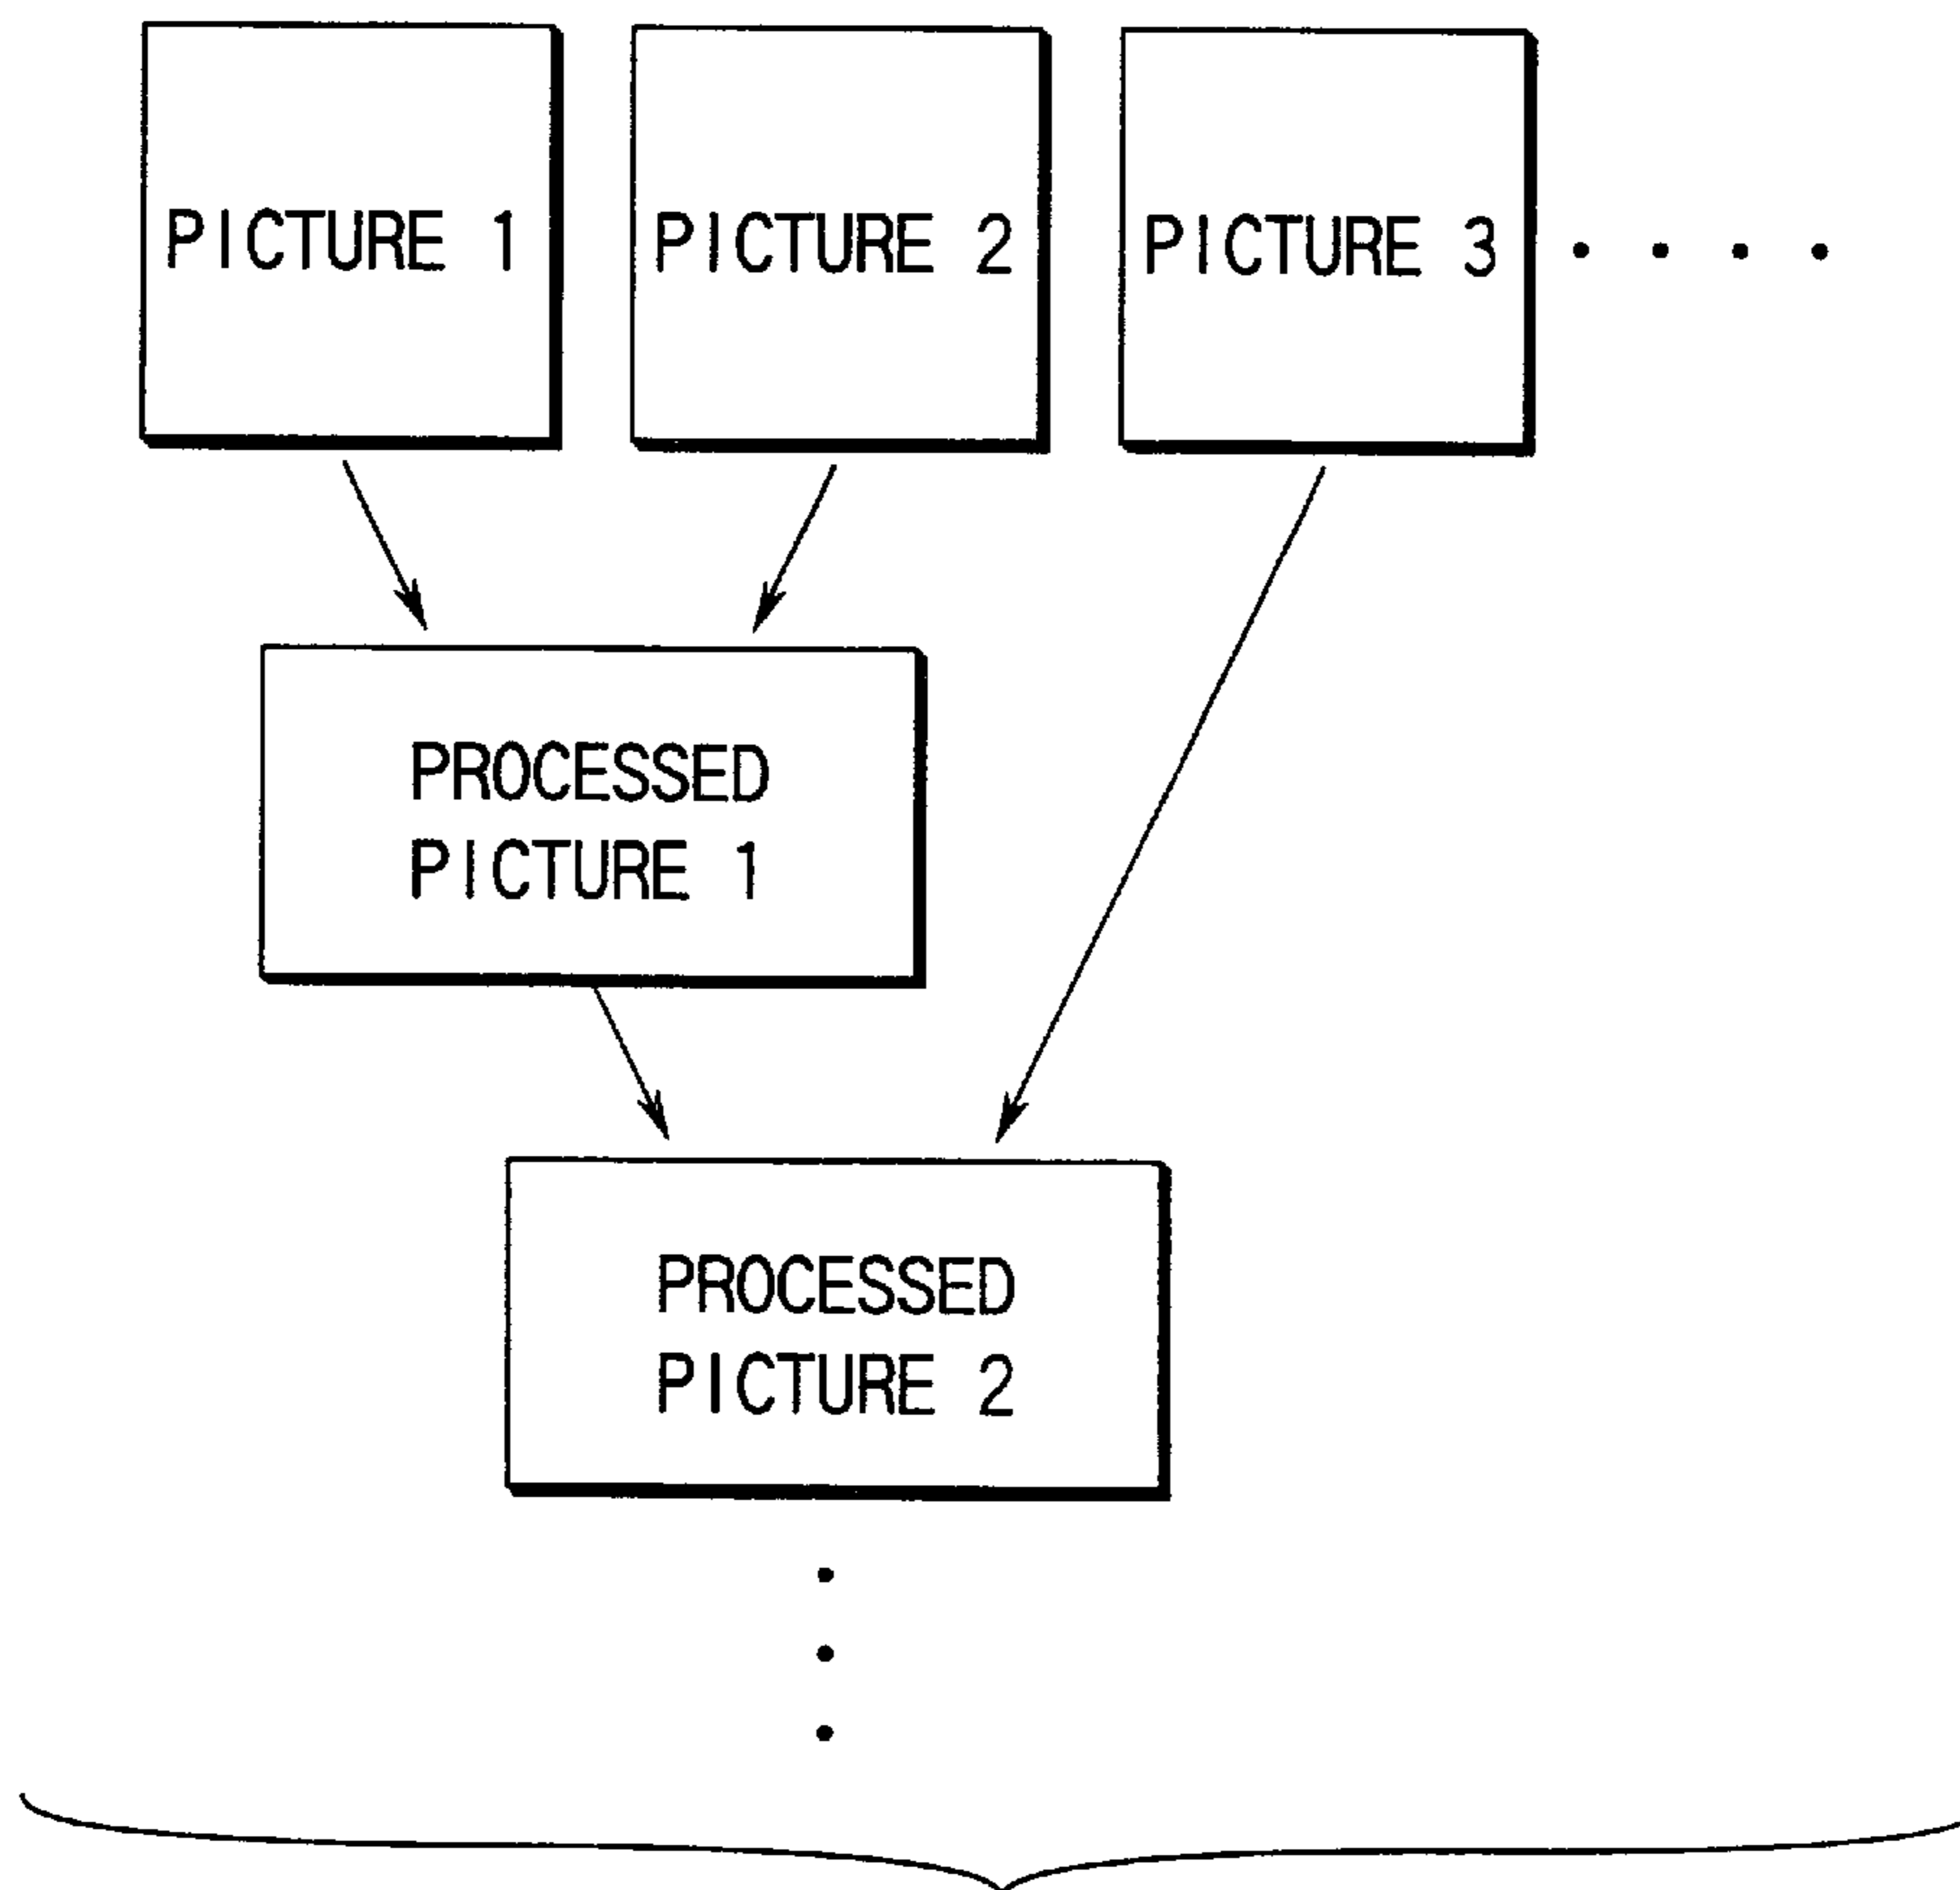 PICTURE 1
PICTURE 2
PICTURE 3 . . . .
PROCESSED
PICTURE 1
PROCESSED
PICTURE 2